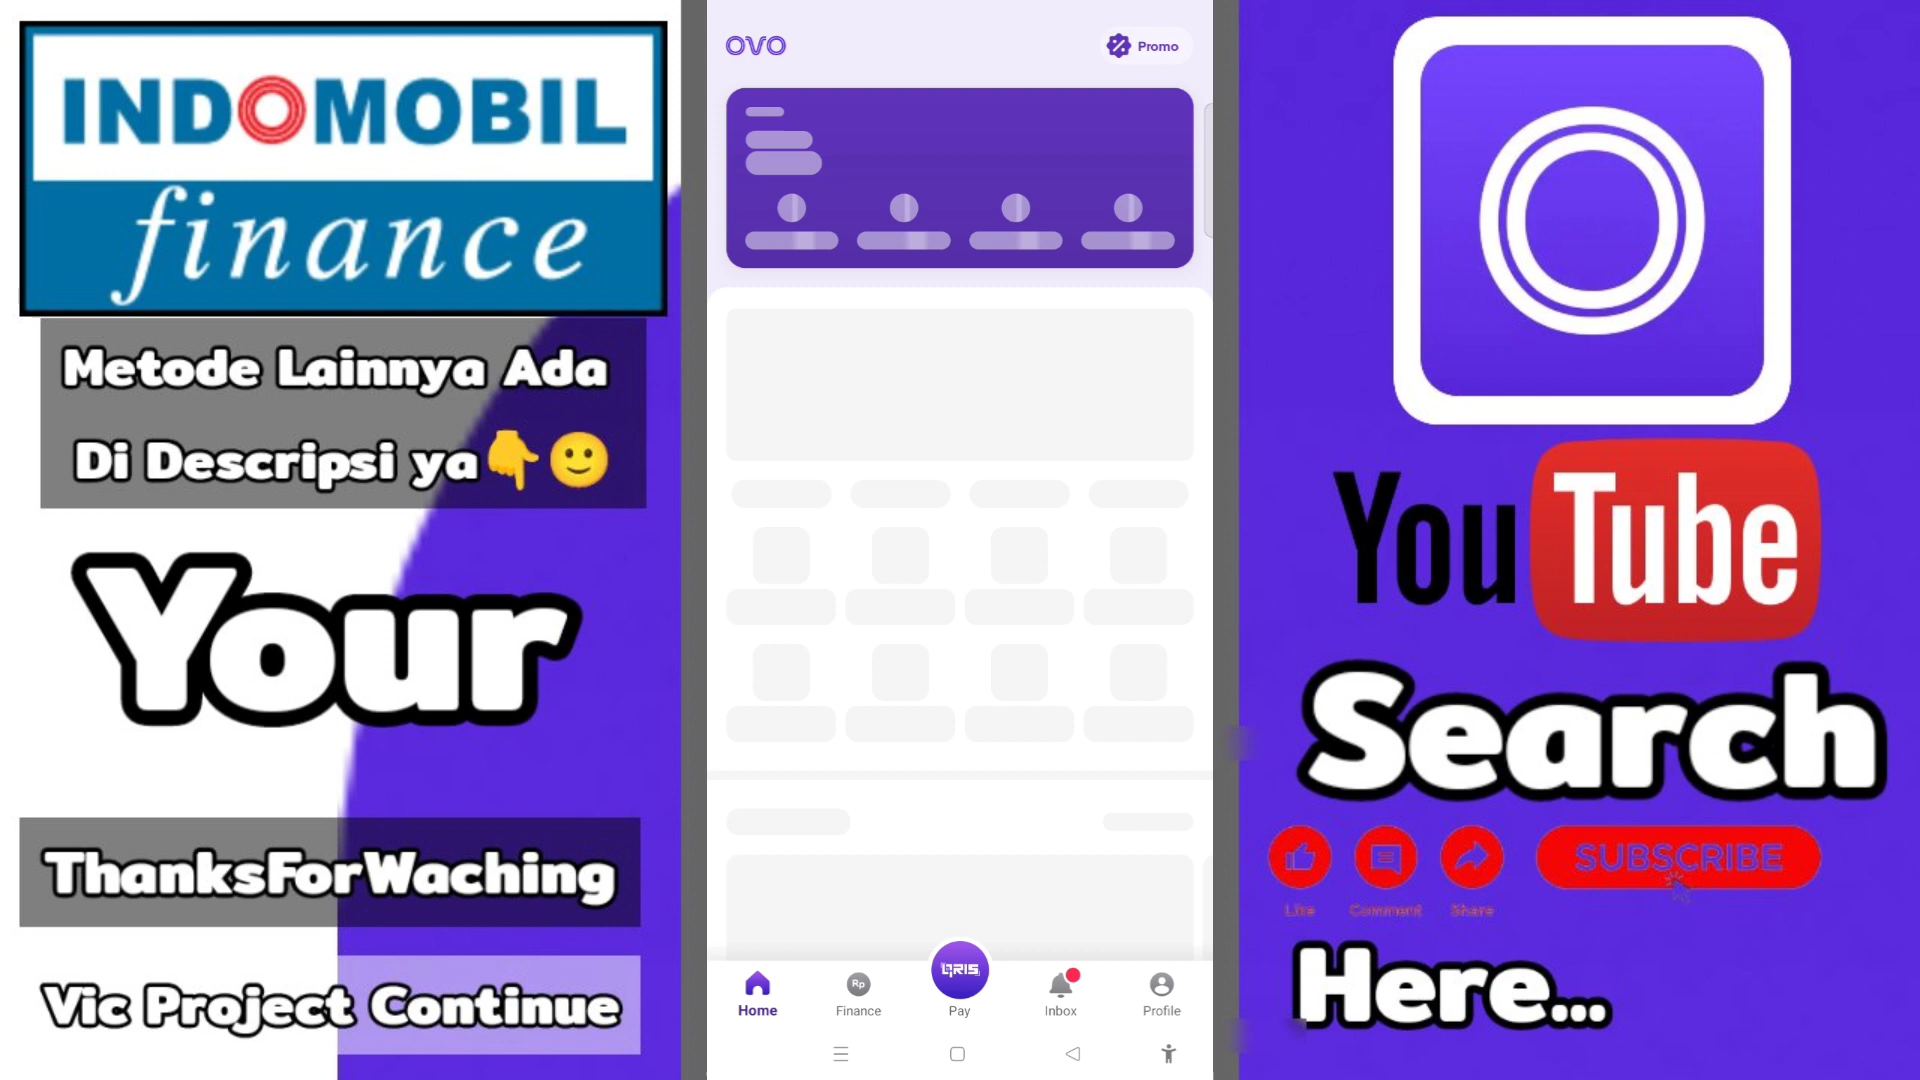 INDOMOBIL
finance
Metode Lainnya Ada
Di Descripsi ya👇🙂
Your
ThanksForWaching
Vic Project Continue
OVO
Promo
Rp
QRIS
Home
Finance
Pay
Inbox
Profile
YouTube
Search
SUBSCRIBE
Like
Comment
Share
Here...